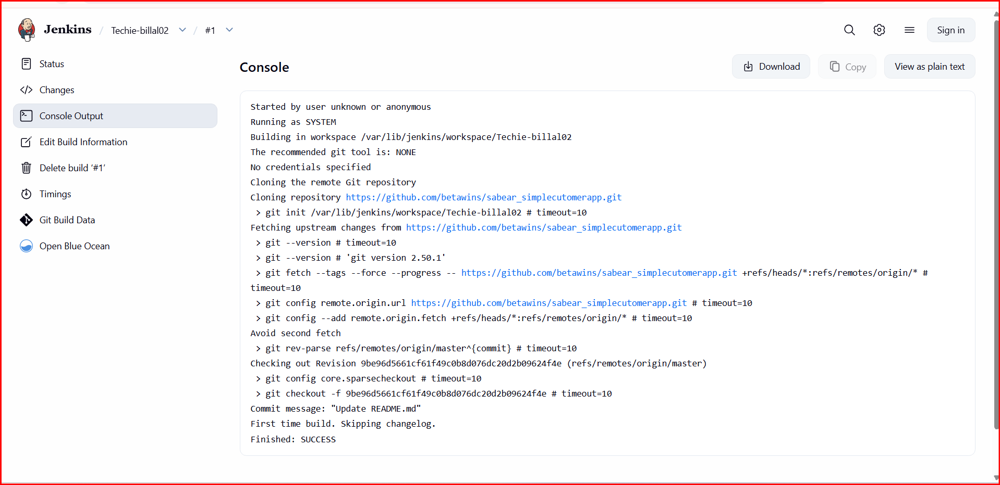 Jenkins / Techie-billal02 / #1
Sign in
Status
Changes
Console Output
Edit Build Information
Delete build ‘#1’
Timings
Git Build Data
Open Blue Ocean
Console
Download
Copy
View as plain text
Started by user unknown or anonymous
Running as SYSTEM
Building in workspace /var/lib/jenkins/workspace/Techie-billal02
The recommended git tool is: NONE
No credentials specified
Cloning the remote Git repository
Cloning repository https://github.com/betawins/sabear_simplecutomerapp.git
 > git init /var/lib/jenkins/workspace/Techie-billal02 # timeout=10
Fetching upstream changes from https://github.com/betawins/sabear_simplecutomerapp.git
 > git --version # timeout=10
 > git --version # 'git version 2.50.1'
 > git fetch --tags --force --progress -- https://github.com/betawins/sabear_simplecutomerapp.git +refs/heads/*:refs/remotes/origin/* #
timeout=10
 > git config remote.origin.url https://github.com/betawins/sabear_simplecutomerapp.git # timeout=10
 > git config --add remote.origin.fetch +refs/heads/*:refs/remotes/origin/* # timeout=10
Avoid second fetch
 > git rev-parse refs/remotes/origin/master^{commit} # timeout=10
Checking out Revision 9be96d5661cf61f49c0b8d076dc20d2b09624f4e (refs/remotes/origin/master)
 > git config core.sparsecheckout # timeout=10
 > git checkout -f 9be96d5661cf61f49c0b8d076dc20d2b09624f4e # timeout=10
Commit message: "Update README.md"
First time build. Skipping changelog.
Finished: SUCCESS